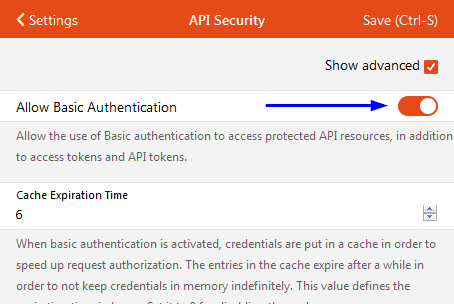 Settings API Security Save (Ctrl-S)
Show advanced
Allow Basic Authentication
Allow the use of Basic authentication to access protected API resources, in addition
to access tokens and API tokens.
Cache Expiration Time
6
When basic authentication is activated, credentials are put in a cache in order to
speed up request authorization. The entries in the cache expire after a while in
order to not keep credentials in memory indefinitely. This value defines the